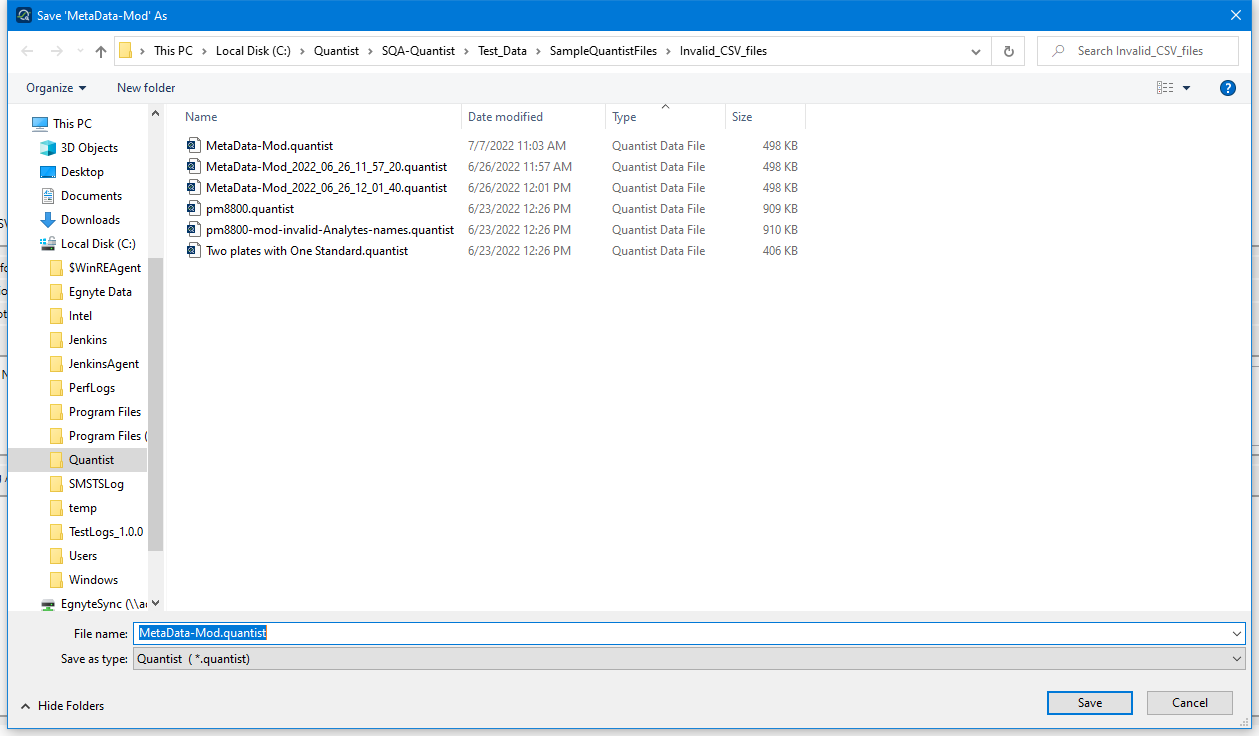 Save 'MetaData-Mod' As
This PC > Local Disk (C:) > Quantist > SQA-Quantist > Test_Data > SampleQuantistFiles > Invalid_CSV_files
Search Invalid_CSV_files
Organize New folder
Name Date modified Type Size
MetaData-Mod.quantist 7/7/2022 11:03 AM Quantist Data File 498 KB
MetaData-Mod_2022_06_26_11_57_20.quantist 6/26/2022 11:57 AM Quantist Data File 498 KB
MetaData-Mod_2022_06_26_12_01_40.quantist 6/26/2022 12:01 PM Quantist Data File 498 KB
pm8800.quantist 6/23/2022 12:26 PM Quantist Data File 909 KB
pm8800-mod-invalid-Analytes-names.quantist 6/23/2022 12:26 PM Quantist Data File 910 KB
Two plates with One Standard.quantist 6/23/2022 12:26 PM Quantist Data File 406 KB
This PC
3D Objects
Desktop
Documents
Downloads
Local Disk (C:)
$WinREAgent
Egnyte Data
Intel
Jenkins
JenkinsAgent
PerfLogs
Program Files
Program Files (
Quantist
SMSTSLog
temp
TestLogs_1.0.0
Users
Windows
EgnyteSync (\\a
File name: MetaData-Mod.quantist
Save as type: Quantist ( *.quantist)
Hide Folders
Save Cancel